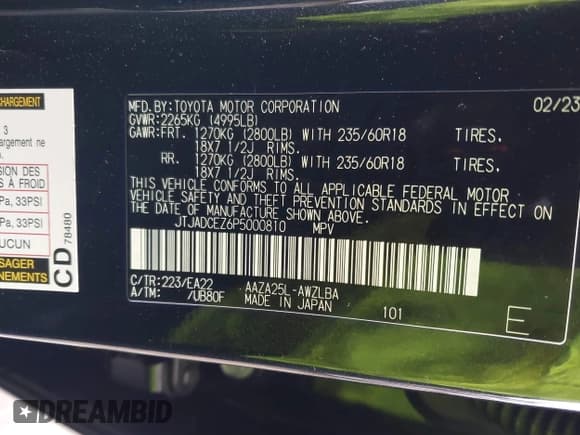 CHARGEMENT
3
hargement ne
o.
SION DES
S À FROID
Pa, 33PSI
Pa, 33PSI
UCUN
SAGER
NEMENTS
CD 78480
MFD.BY:TOYOTA MOTOR CORPORATION 02/23
GVWR:2265KG (4995LB)
GAWR:FRT. 1270KG (2800LB) WITH 235/60R18 TIRES.
18X7 1/2J RIMS.
RR. 1270KG (2800LB) WITH 235/60R18 TIRES.
18X7 1/2J RIMS.
THIS VEHICLE CONFORMS TO ALL APPLICABLE FEDERAL MOTOR
VEHICLE SAFETY AND THEFT PREVENTION STANDARDS IN EFFECT ON
THE DATE OF MANUFACTURE SHOWN ABOVE.
JTJADCEZ6P5000810 MPV
C/TR:223/EA22 AAZA25L-AWZLBA
A/TM: /UB80F MADE IN JAPAN 101
E
DREAMBID